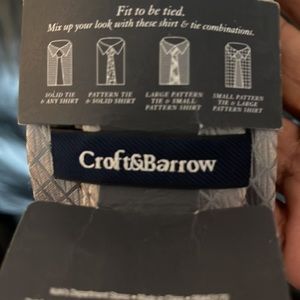 Fit to be tied.
Mix up your look with these shirt & tie combinations.
SOLID TIE
& ANY SHIRT
PATTERN TIE
& SOLID SHIRT
LARGE PATTERN
TIE & SMALL
PATTERN SHIRT
SMALL PATTERN
TIE & LARGE
PATTERN SHIRT
Croft&Barrow